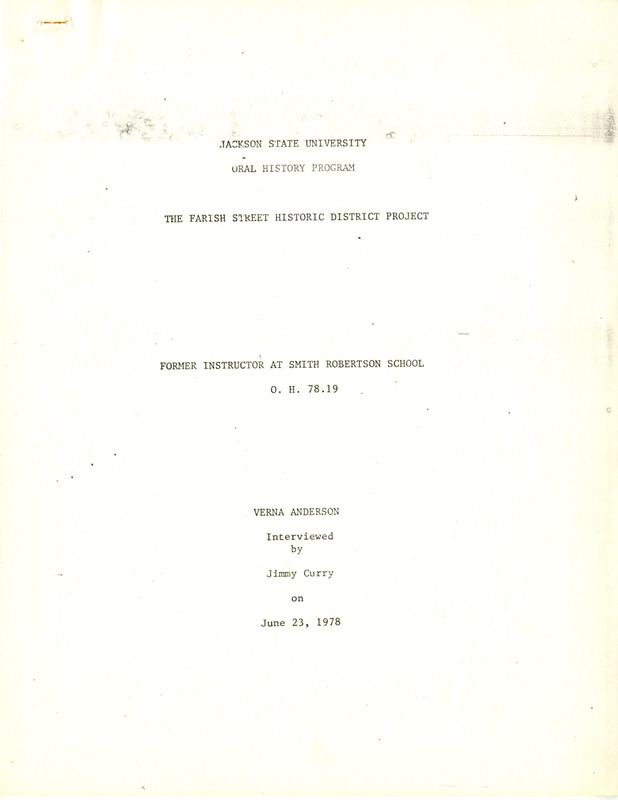 JACKSON STATE UNIVERSITY
ORAL HISTORY PROGRAM
THE FARISH STREET HISTORIC DISTRICT PROJECT
FORMER INSTRUCTOR AT SMITH ROBERTSON SCHOOL
O. H. 78.19
VERNA ANDERSON
Interviewed
by
Jimmy Curry
on
June 23, 1978